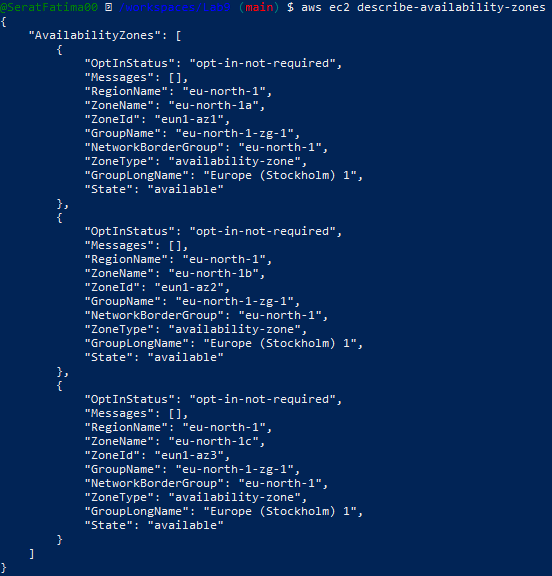 @SeratFatima00 (main) $ aws ec2 describe-availability-zones
{
    "AvailabilityZones": [
        {
            "OptInStatus": "opt-in-not-required",
            "Messages": [],
            "RegionName": "eu-north-1",
            "ZoneName": "eu-north-1a",
            "ZoneId": "eun1-az1",
            "GroupName": "eu-north-1-zg-1",
            "NetworkBorderGroup": "eu-north-1",
            "ZoneType": "availability-zone",
            "GroupLongName": "Europe (Stockholm) 1",
            "State": "available"
        },
        {
            "OptInStatus": "opt-in-not-required",
            "Messages": [],
            "RegionName": "eu-north-1",
            "ZoneName": "eu-north-1b",
            "ZoneId": "eun1-az2",
            "GroupName": "eu-north-1-zg-1",
            "NetworkBorderGroup": "eu-north-1",
            "ZoneType": "availability-zone",
            "GroupLongName": "Europe (Stockholm) 1",
            "State": "available"
        },
        {
            "OptInStatus": "opt-in-not-required",
            "Messages": [],
            "RegionName": "eu-north-1",
            "ZoneName": "eu-north-1c",
            "ZoneId": "eun1-az3",
            "GroupName": "eu-north-1-zg-1",
            "NetworkBorderGroup": "eu-north-1",
            "ZoneType": "availability-zone",
            "GroupLongName": "Europe (Stockholm) 1",
            "State": "available"
        }
    ]
}